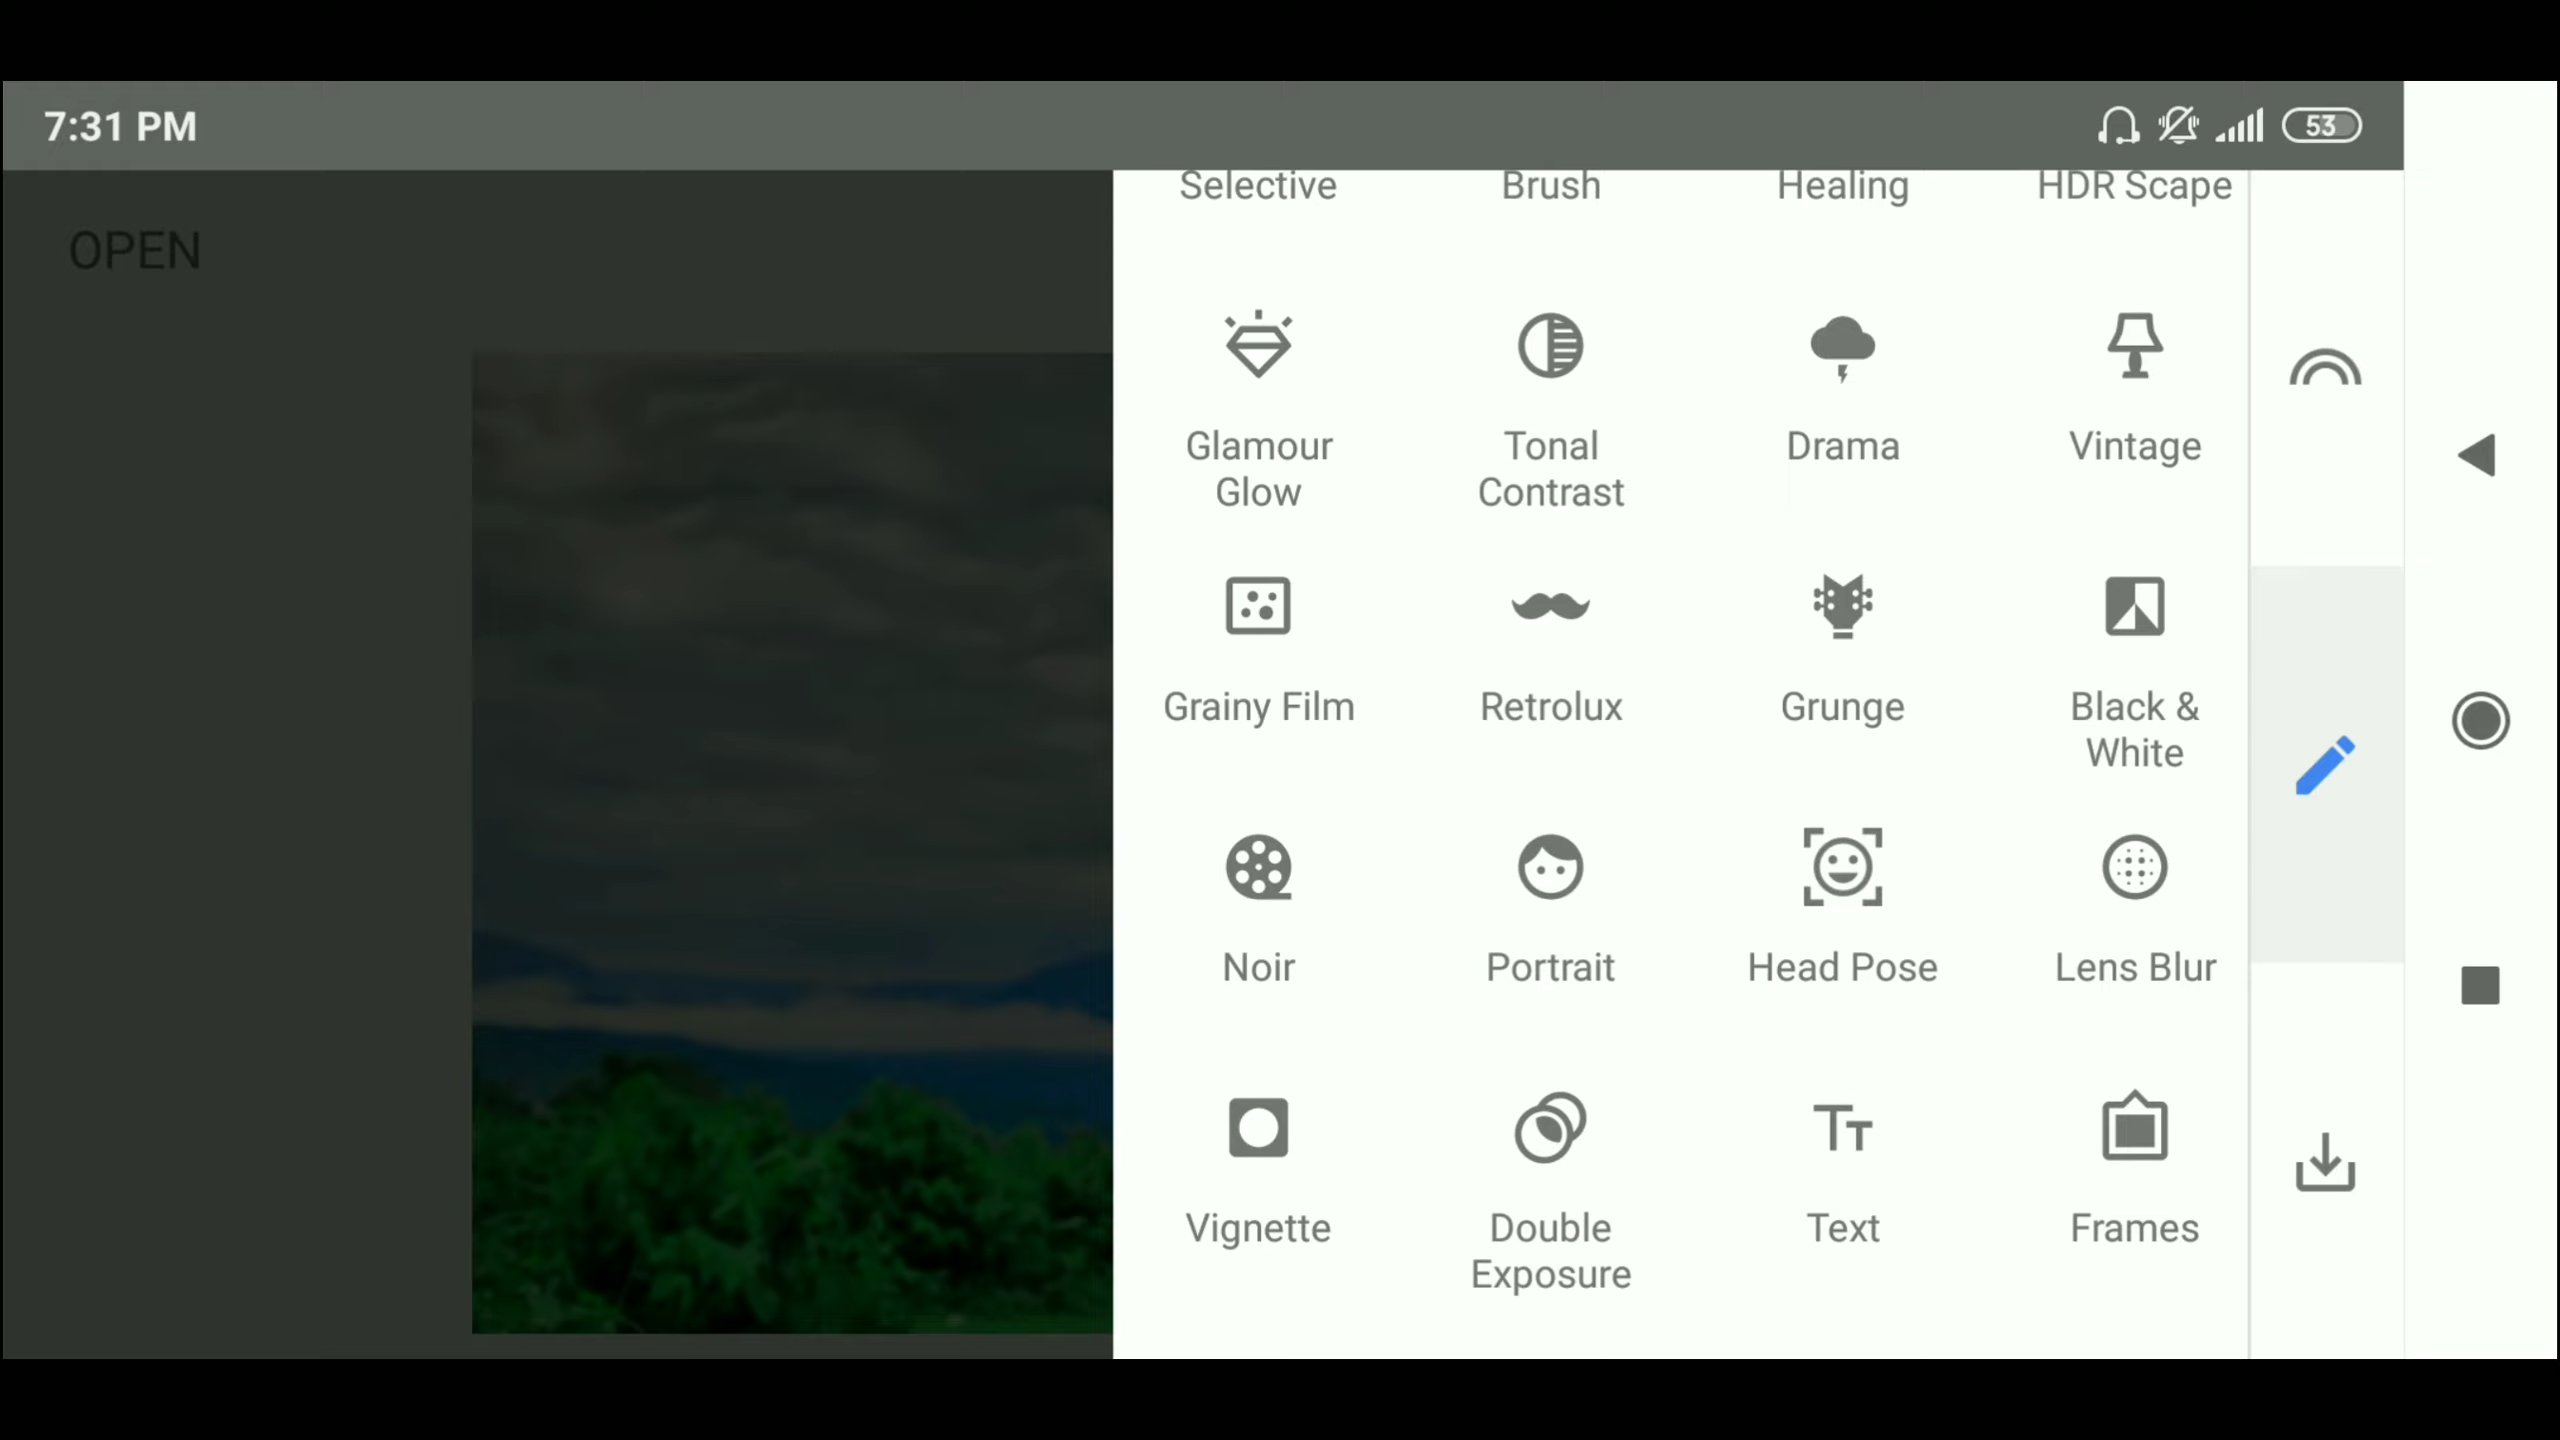 7:31 PM
53
OPEN
Selective Brush Healing HDR Scape
Glamour Glow
Tonal Contrast
Drama
Vintage
Grainy Film
Retrolux
Grunge
Black & White
Noir
Portrait
Head Pose
Lens Blur
Vignette
Double Exposure
Tт
Text
Frames